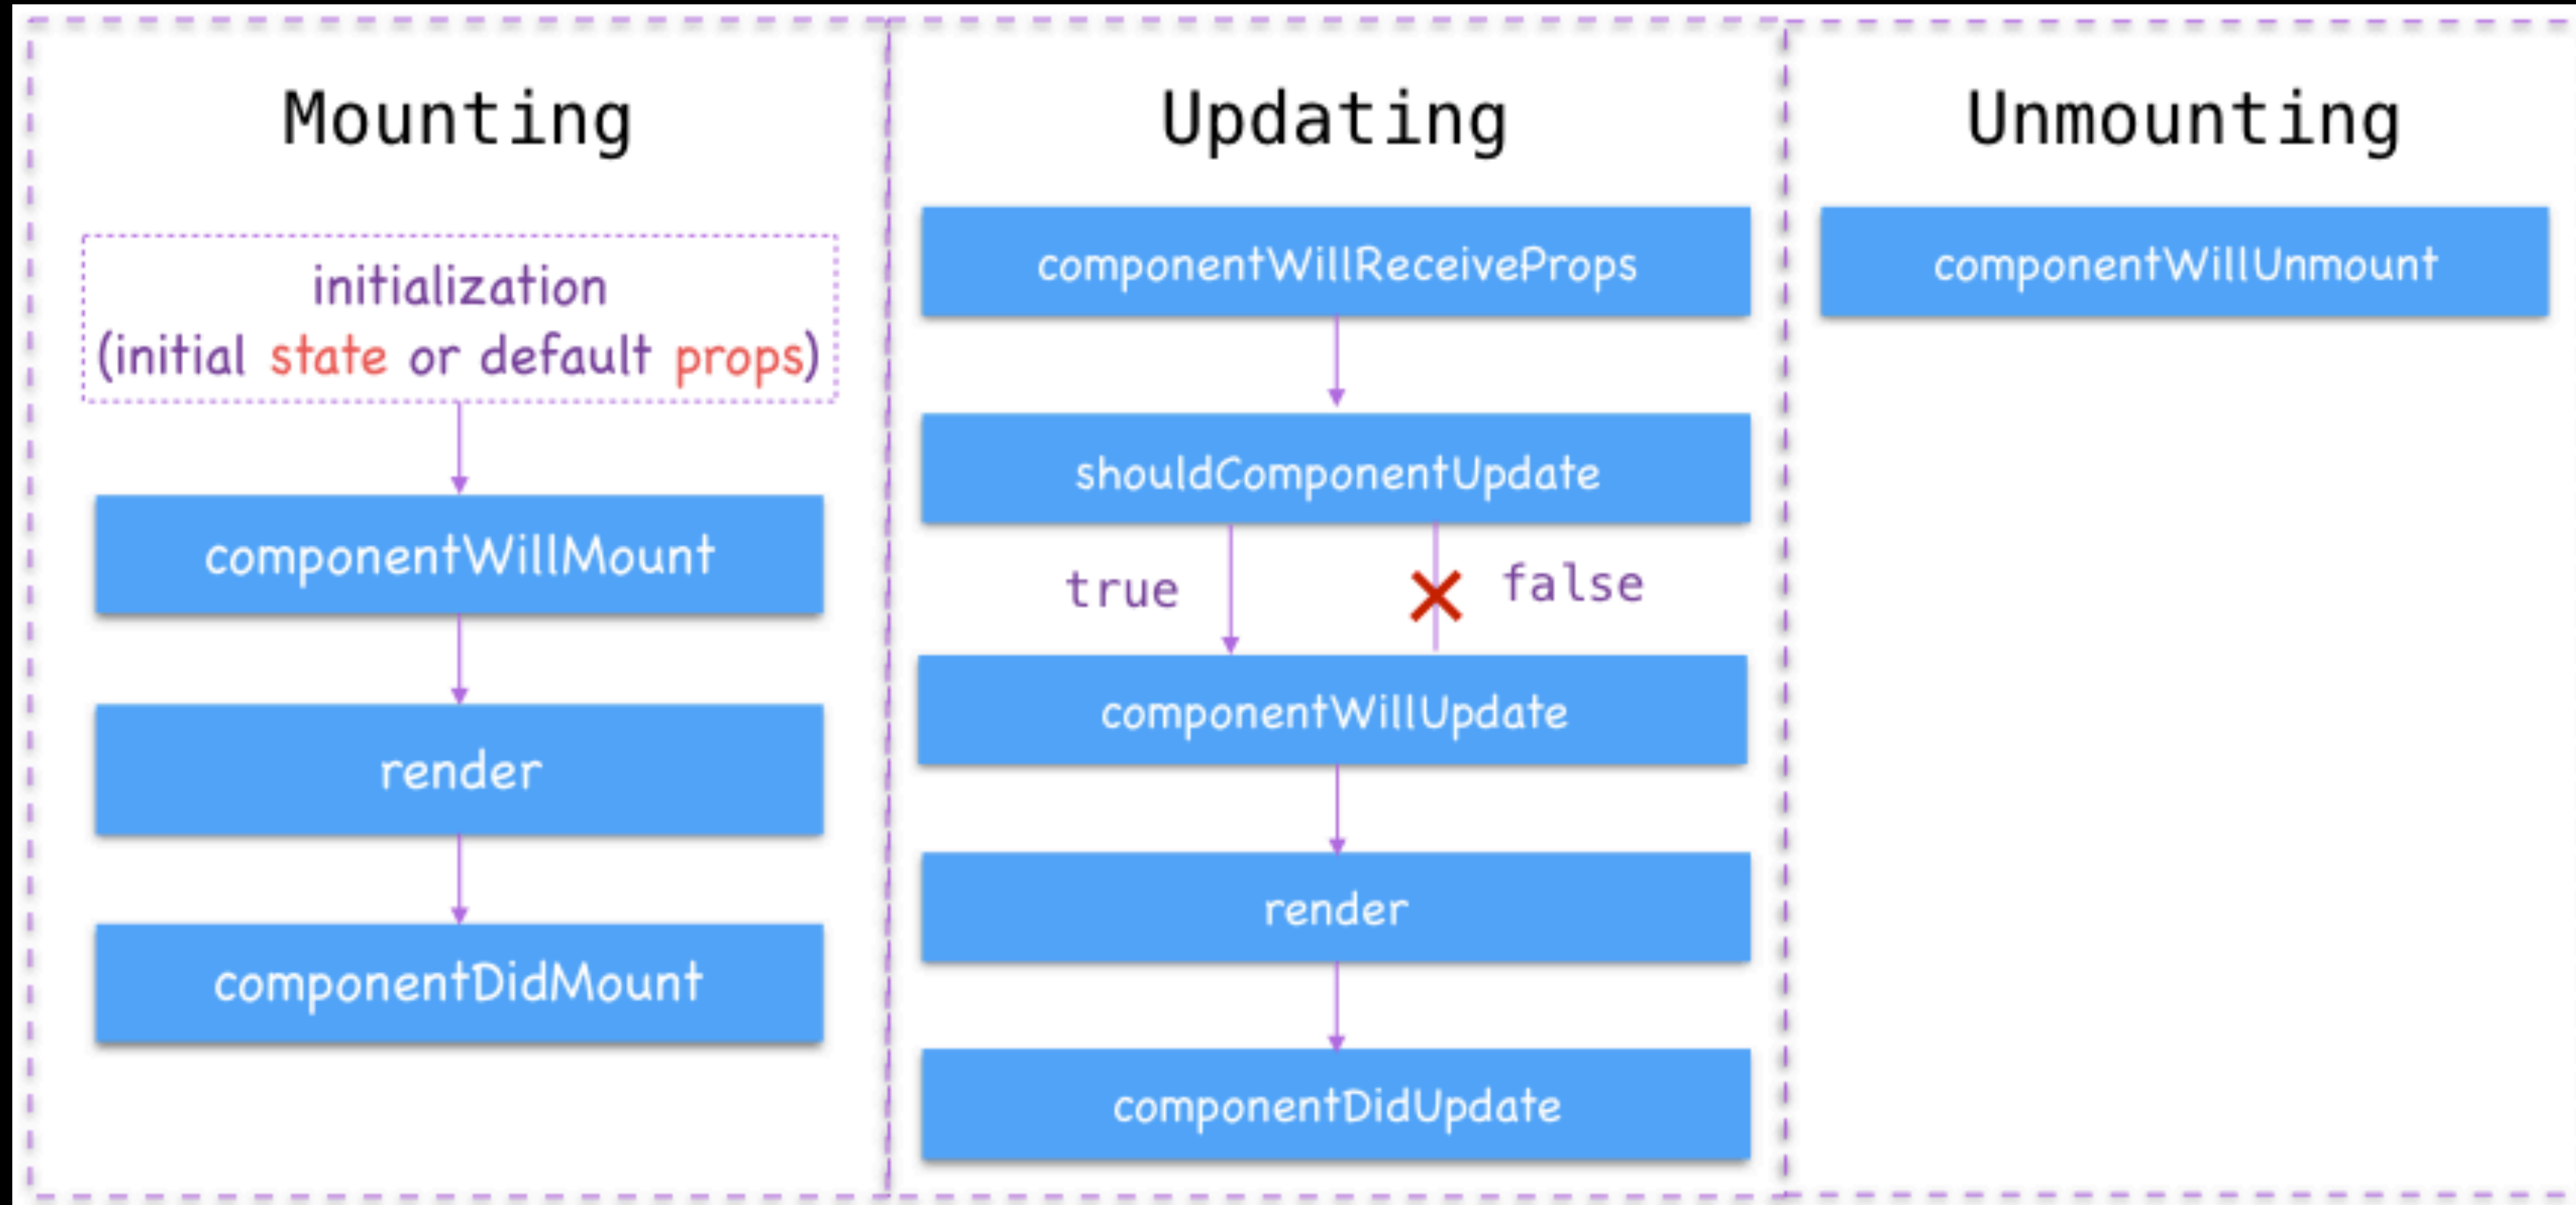 Mounting
initialization
(initial state or default props)
componentWillMount
render
componentDidMount
Updating
componentWillReceiveProps
shouldComponentUpdate
true
false
componentWillUpdate
render
componentDidUpdate
Unmounting
componentWillUnmount